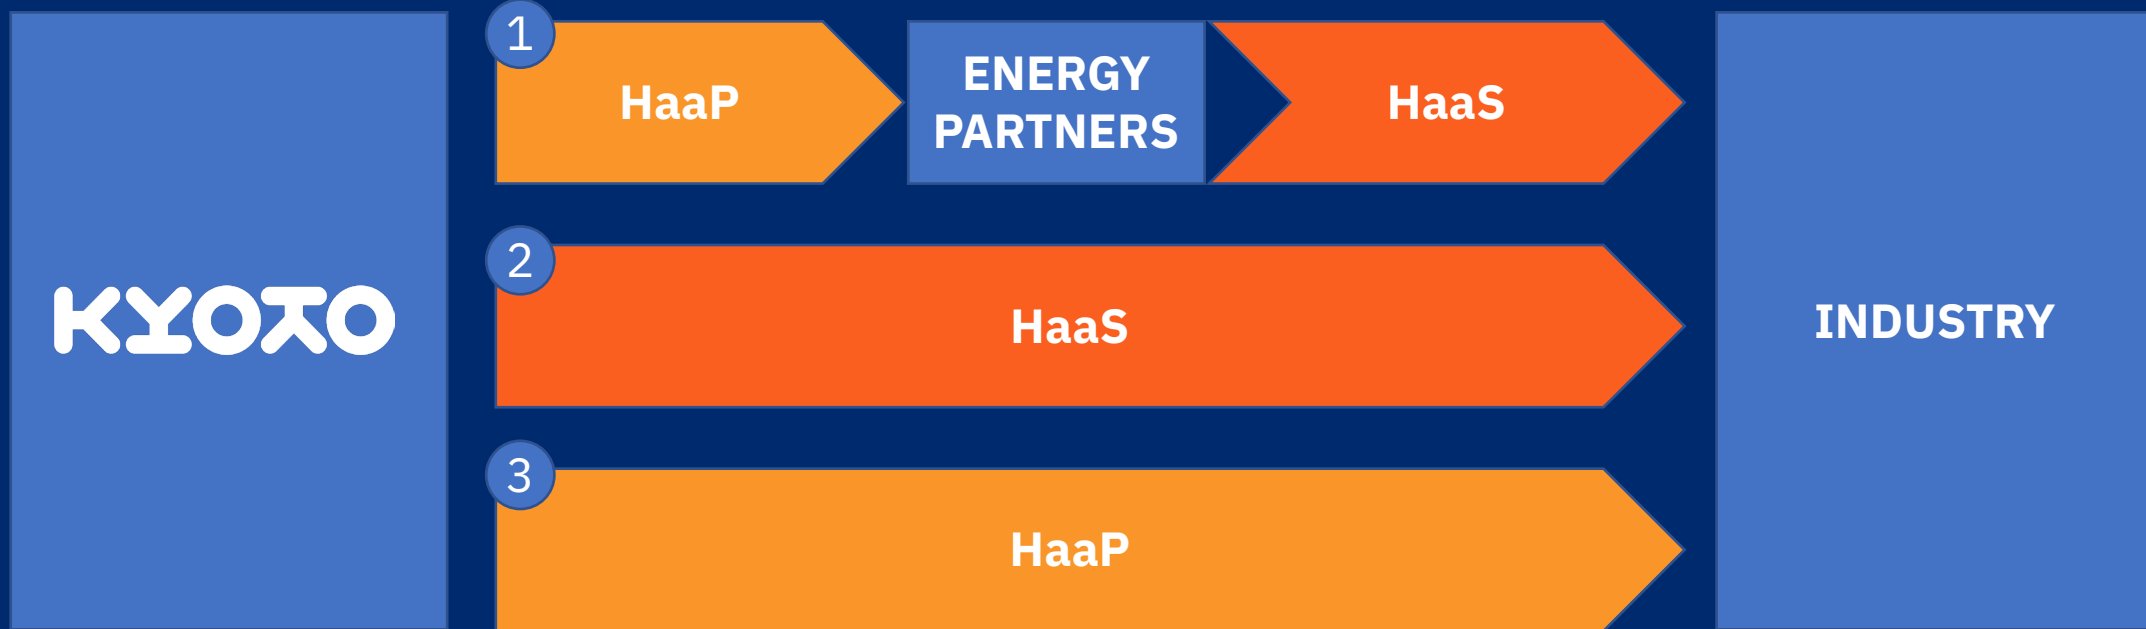 KYOTO
1
HaaP
ENERGY
PARTNERS
HaaS
2
HaaS
3
HaaP
INDUSTRY